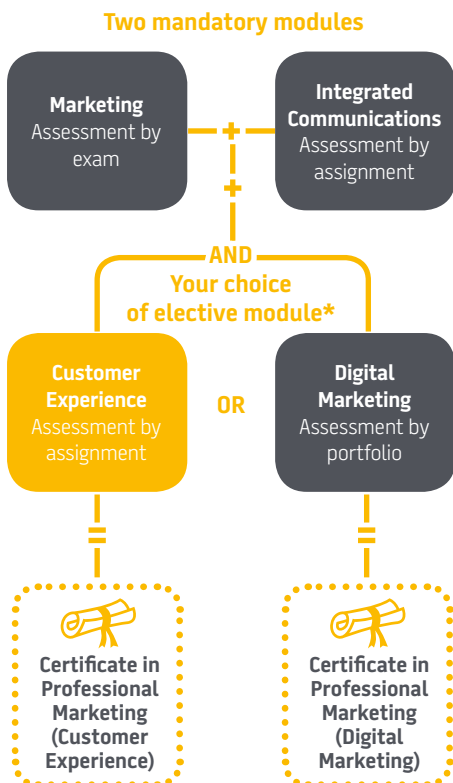 Two mandatory modules
Marketing
Assessment by
exam
+
Integrated
Communications
Assessment by
assignment
+
AND
Your choice
of elective module*
Customer
Experience
Assessment by
assignment
OR
Digital
Marketing
Assessment by
portfolio
=
=
Certificate in
Professional
Marketing
(Customer
Experience)
Certificate in
Professional
Marketing
(Digital
Marketing)